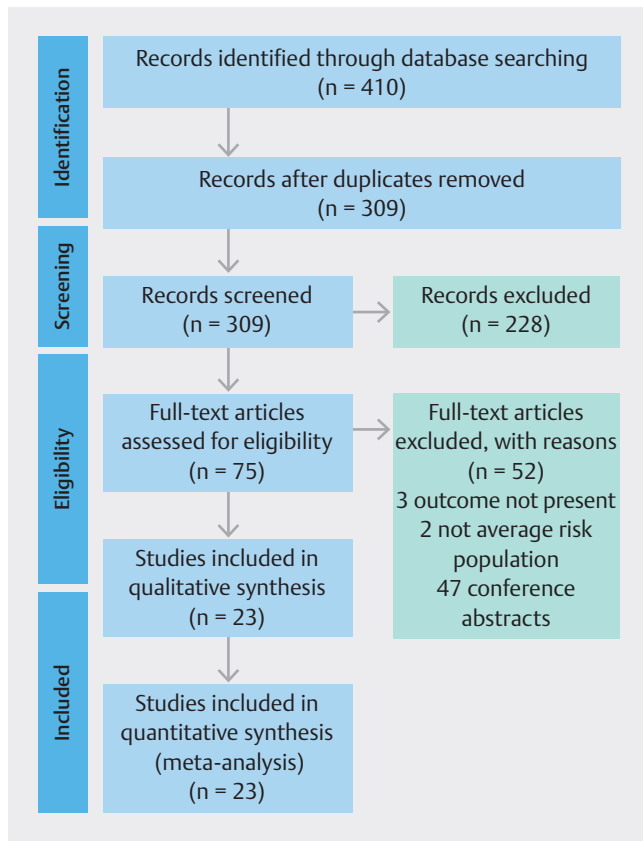 Identification
Records identified through database searching
(n = 410)
Records after duplicates removed
(n = 309)
Screening
Records screened
(n = 309)
Records excluded
(n = 228)
Eligibility
Full-text articles
assessed for eligibility
(n = 75)
Full-text articles
excluded, with reasons
(n = 52)
3 outcome not present
2 not average risk
population
47 conference
abstracts
Studies included in
qualitative synthesis
(n = 23)
Included
Studies included in
quantitative synthesis
(meta-analysis)
(n = 23)